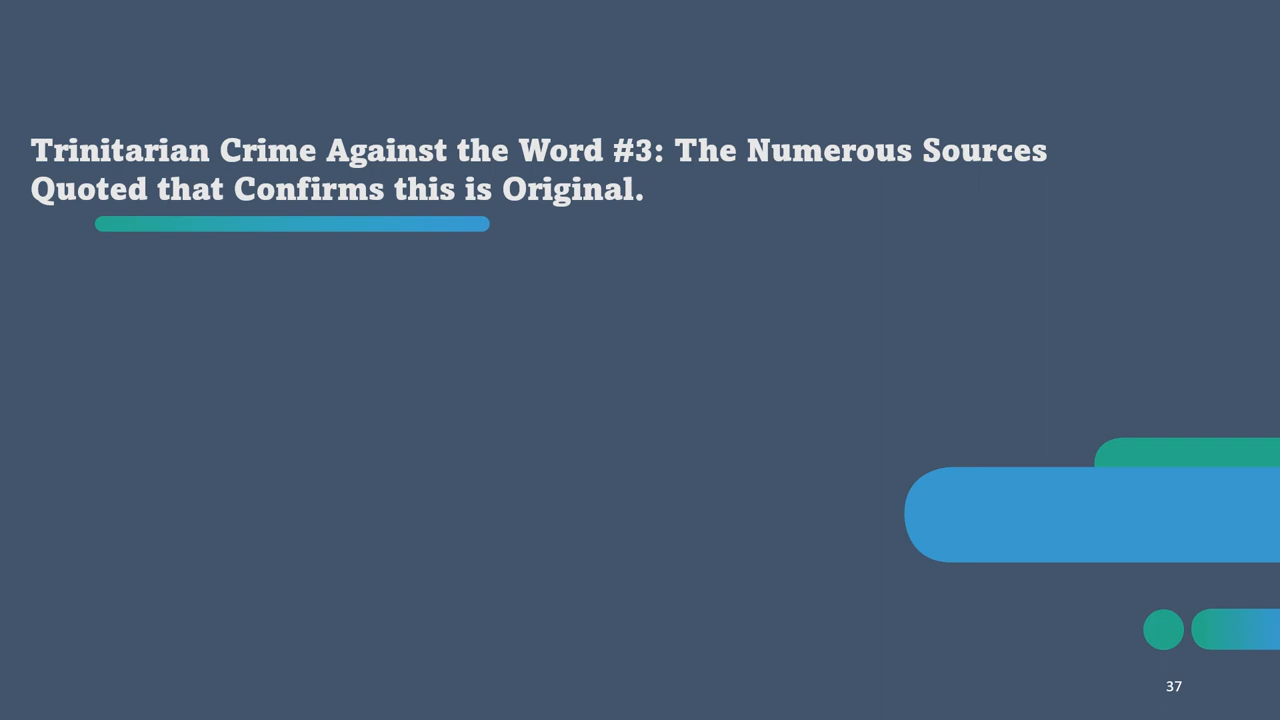 Trinitarian Crime Against the Word #3: The Numerous Sources
Quoted that Confirms this is Original.
37